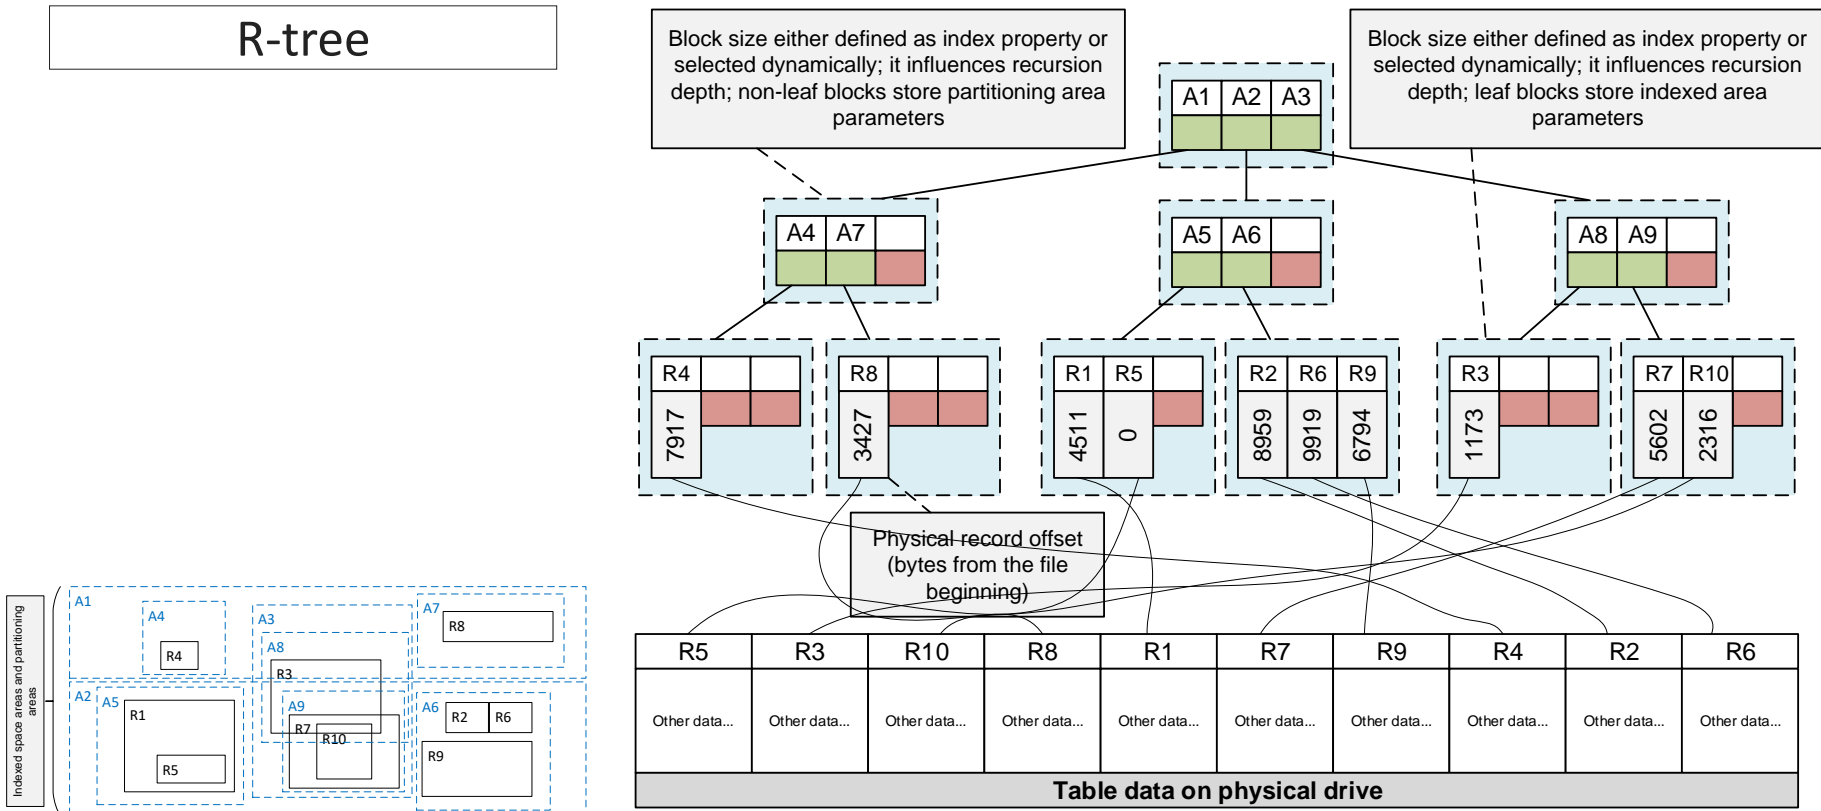 R-tree
Block size either defined as index property or
selected dynamically; it influences recursion
depth; non-leaf blocks store partitioning area
parameters
Block size either defined as index property or
selected dynamically; it influences recursion
depth; leaf blocks store indexed area
parameters
A1 A2 A3
A4 A7
A5 A6
A8 A9
R4
7917
R8
3427
R1 R5
4511 0
R2 R6 R9
8959 9919 6794
R3
1173
R7 R10
5602 2316
Physical record offset
(bytes from the file
beginning)
Indexed space areas and partitioning
areas
A1
A4
R4
A3
A8
R3
A7
R8
A2
A5
R1
R5
A9
R7
R10
A6
R2 R6
R9
R5 R3 R10 R8 R1 R7 R9 R4 R2 R6
Other data... Other data... Other data... Other data... Other data... Other data... Other data... Other data... Other data... Other data...
Table data on physical drive